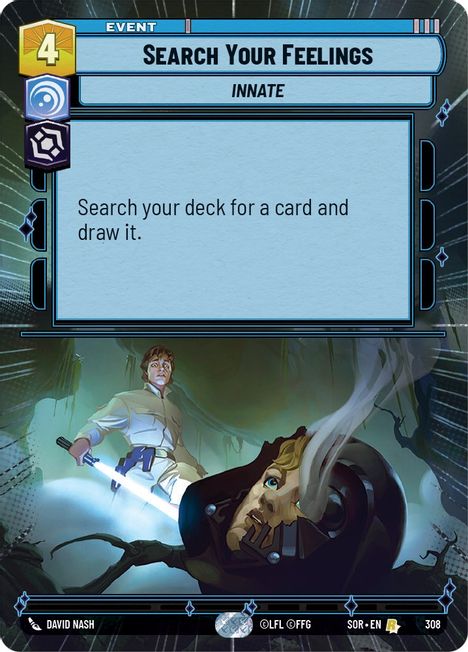 EVENT
4
SEARCH YOUR FEELINGS
INNATE
Search your deck for a card and
draw it.
DAVID NASH
©LFL ©FFG
SOR • EN
R
308